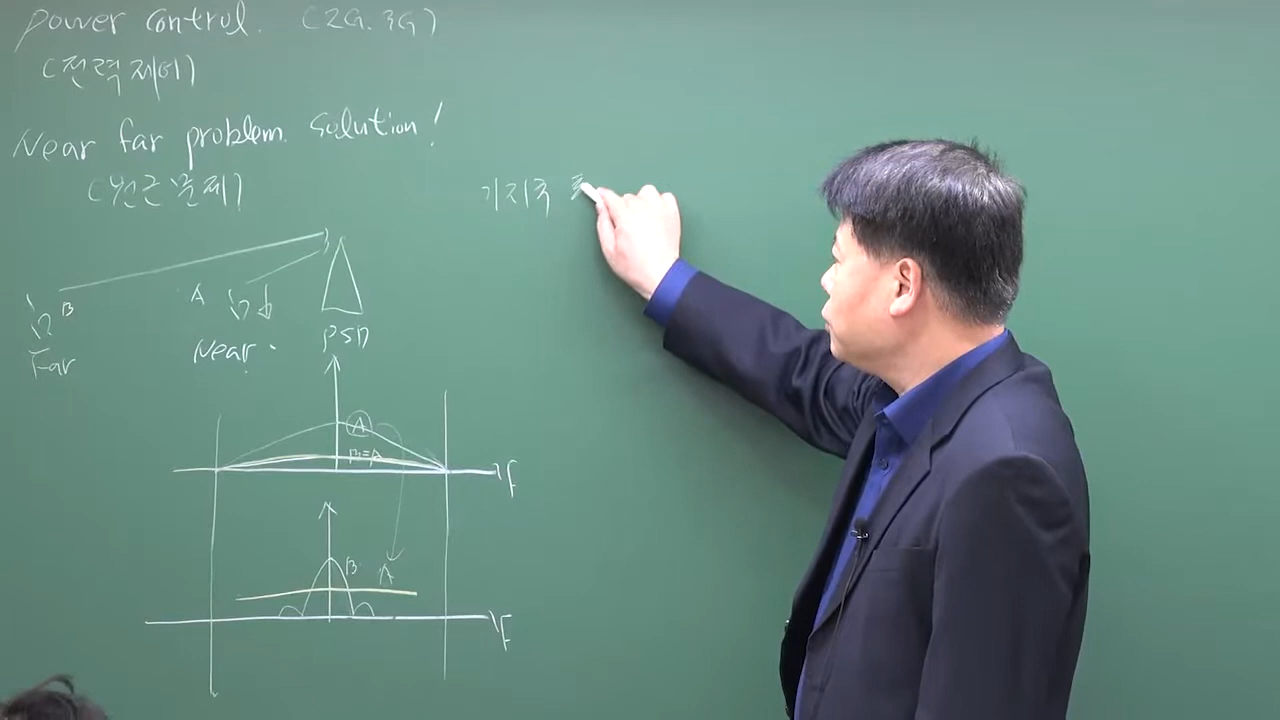 power control. (2G. 3G)
(전력제어)
Near far problem. solution!
(원근문제)
기지국
B
A
Far
Near.
PSD
A
B=A
f
B
A
f